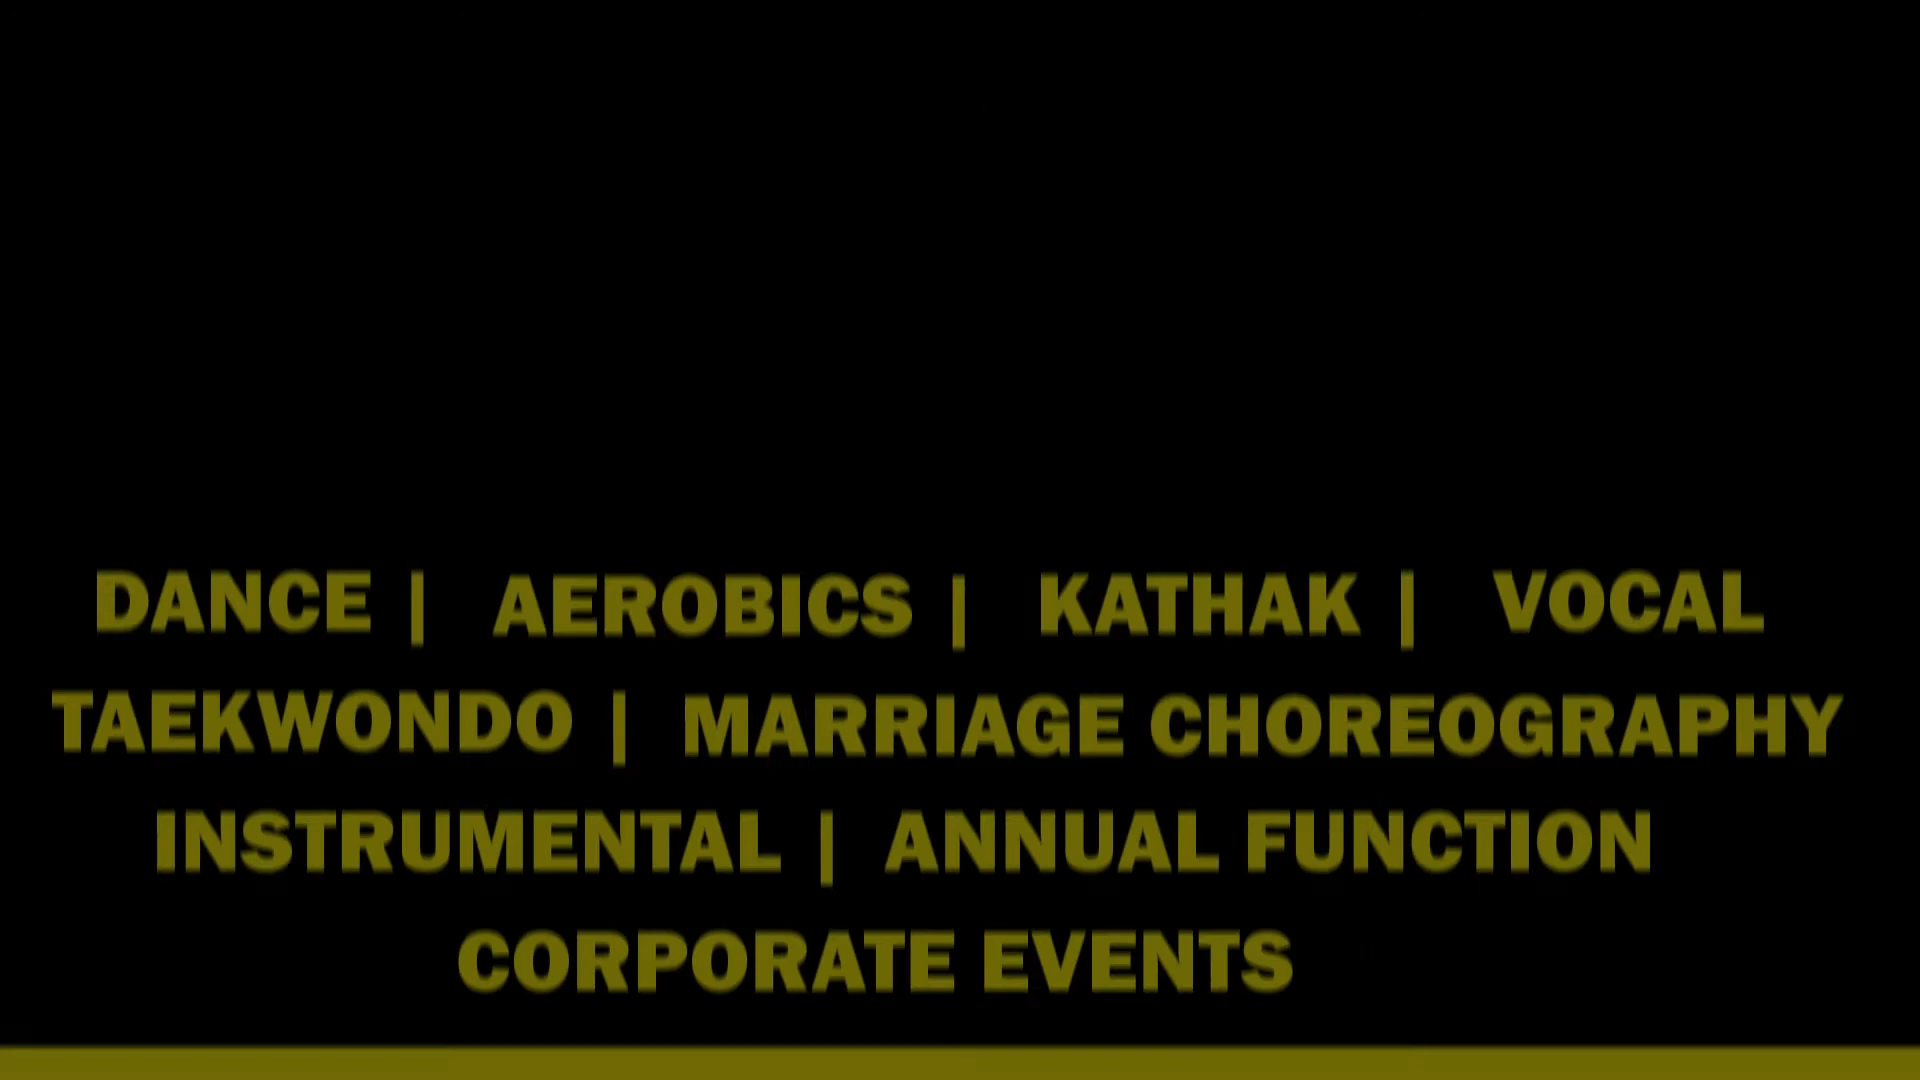 DANCE | AEROBICS | KATHAK | VOCAL
TAEKWONDO | MARRIAGE CHOREOGRAPHY
INSTRUMENTAL | ANNUAL FUNCTION
CORPORATE EVENTS